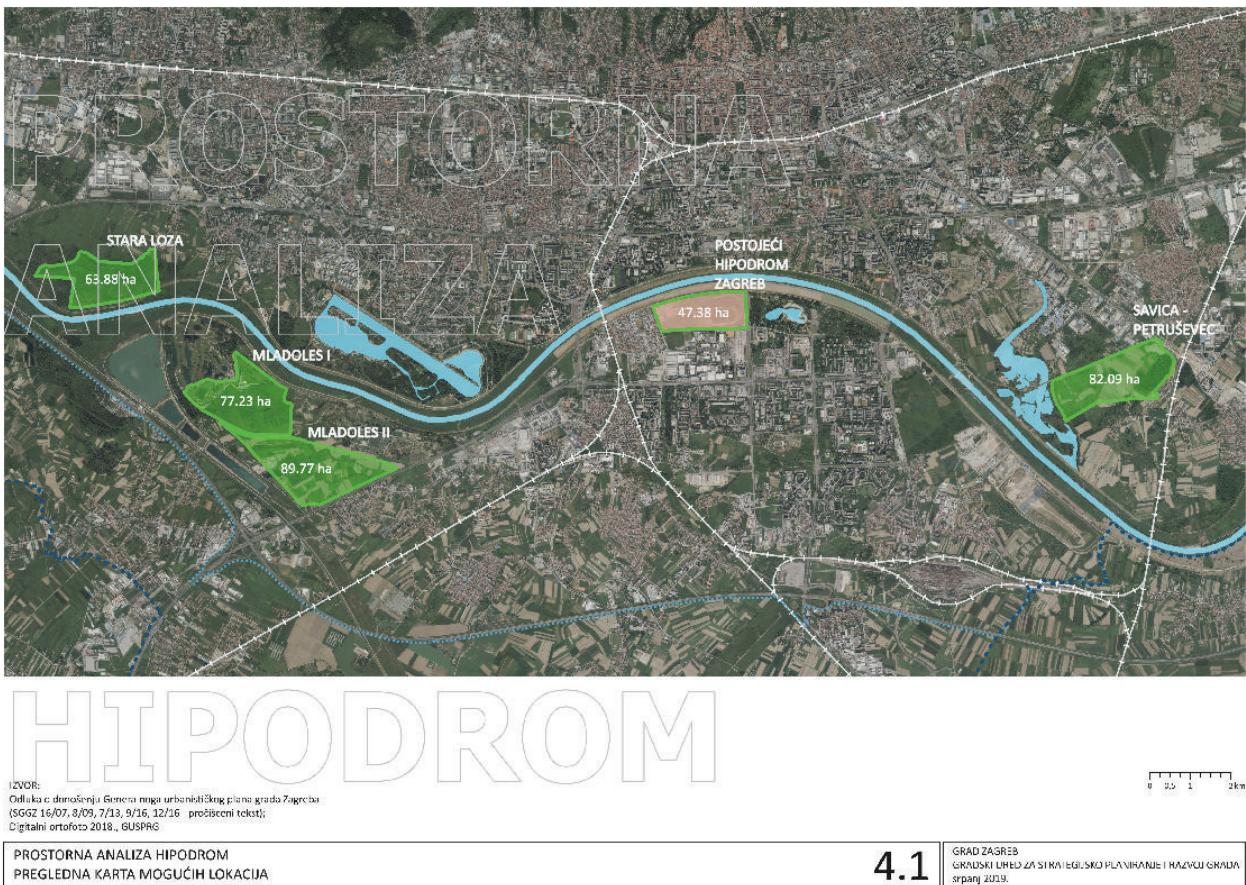 PROSTORNA
ANALIZA
STARA LOZA
63.88 ha
POSTOJEĆI
HIPODROM
ZAGREB
47.38 ha
SAVICA -
PETRUŠEVEC
82.09 ha
MLADOLES I
77.23 ha
MLADOLES II
89.77 ha
HIPODROM
IZVOR:
Odluka o donošenju Generalnoga urbanističkog plana grada Zagreba
(SGGZ 16/07, 8/09, 7/13, 9/16, 12/16 pročišćeni tekst);
Digitalni ortofoto 2018., GUSPRG
0 0,5 1 2km
PROSTORNA ANALIZA HIPODROM
PREGLEDNA KARTA MOGUĆIH LOKACIJA
4.1
GRAD ZAGREB
GRADSKI URED ZA STRATEGIJSKO PLANIRANJE I RAZVOJ GRADA
srpanj 2019.